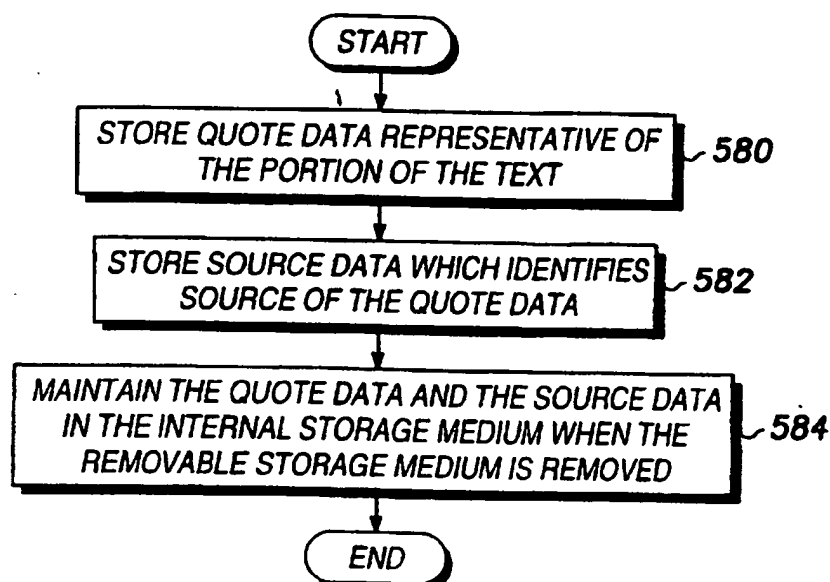 START
STORE QUOTE DATA REPRESENTATIVE OF
THE PORTION OF THE TEXT
580
STORE SOURCE DATA WHICH IDENTIFIES
SOURCE OF THE QUOTE DATA
582
MAINTAIN THE QUOTE DATA AND THE SOURCE DATA
IN THE INTERNAL STORAGE MEDIUM WHEN THE
REMOVABLE STORAGE MEDIUM IS REMOVED
584
END